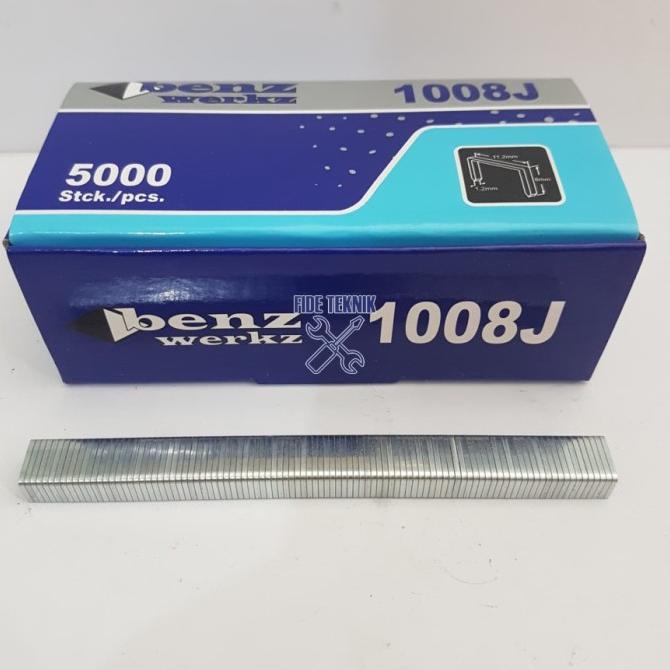 benz
werkz
1008J
5000
Stck./pcs.
11.2mm
8mm
1.2mm
FIDE TEKNIK
benz
werkz
1008J